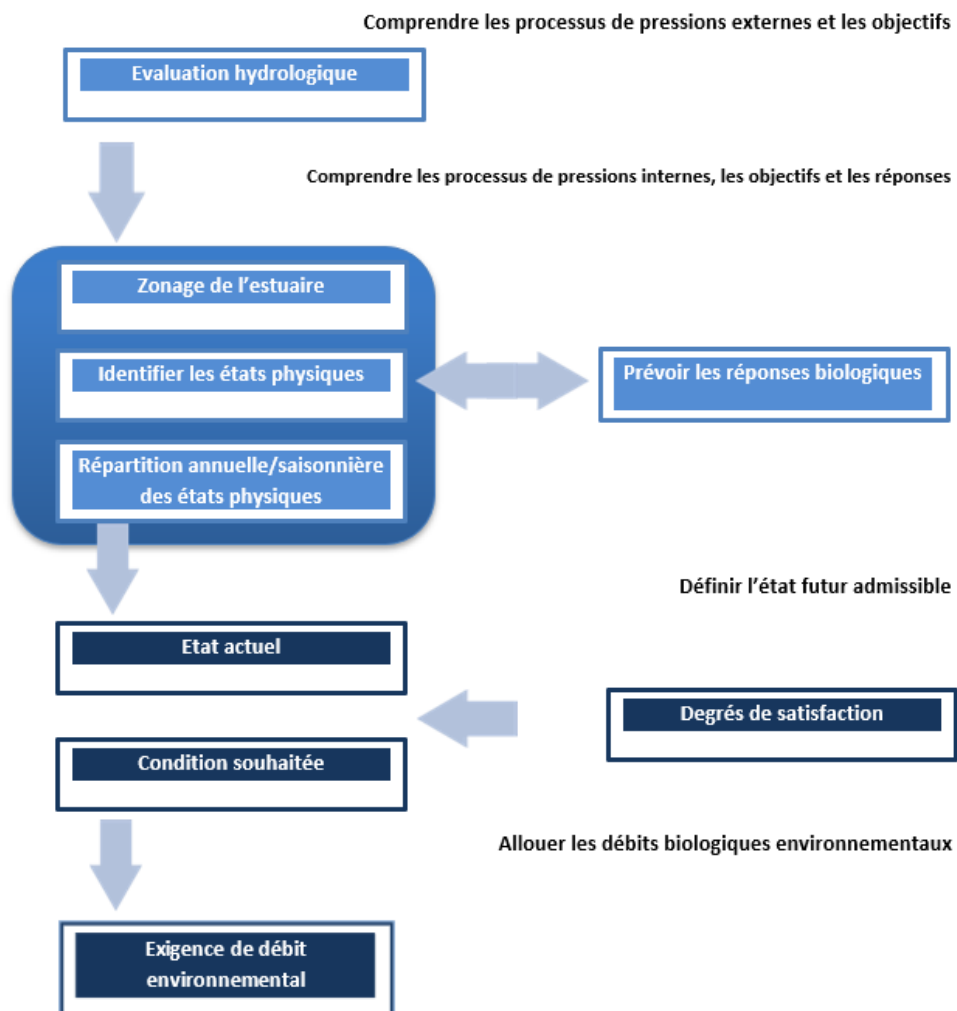 Comprendre les processus de pressions externes et les objectifs
Evaluation hydrologique
Comprendre les processus de pressions internes, les objectifs et les réponses
Zonage de l'estuaire
Identifier les états physiques
Prévoir les réponses biologiques
Répartition annuelle/saisonnière
des états physiques
Définir l'état futur admissible
Etat actuel
Degrés de satisfaction
Condition souhaitée
Allouer les débits biologiques environnementaux
Exigence de débit
environnemental